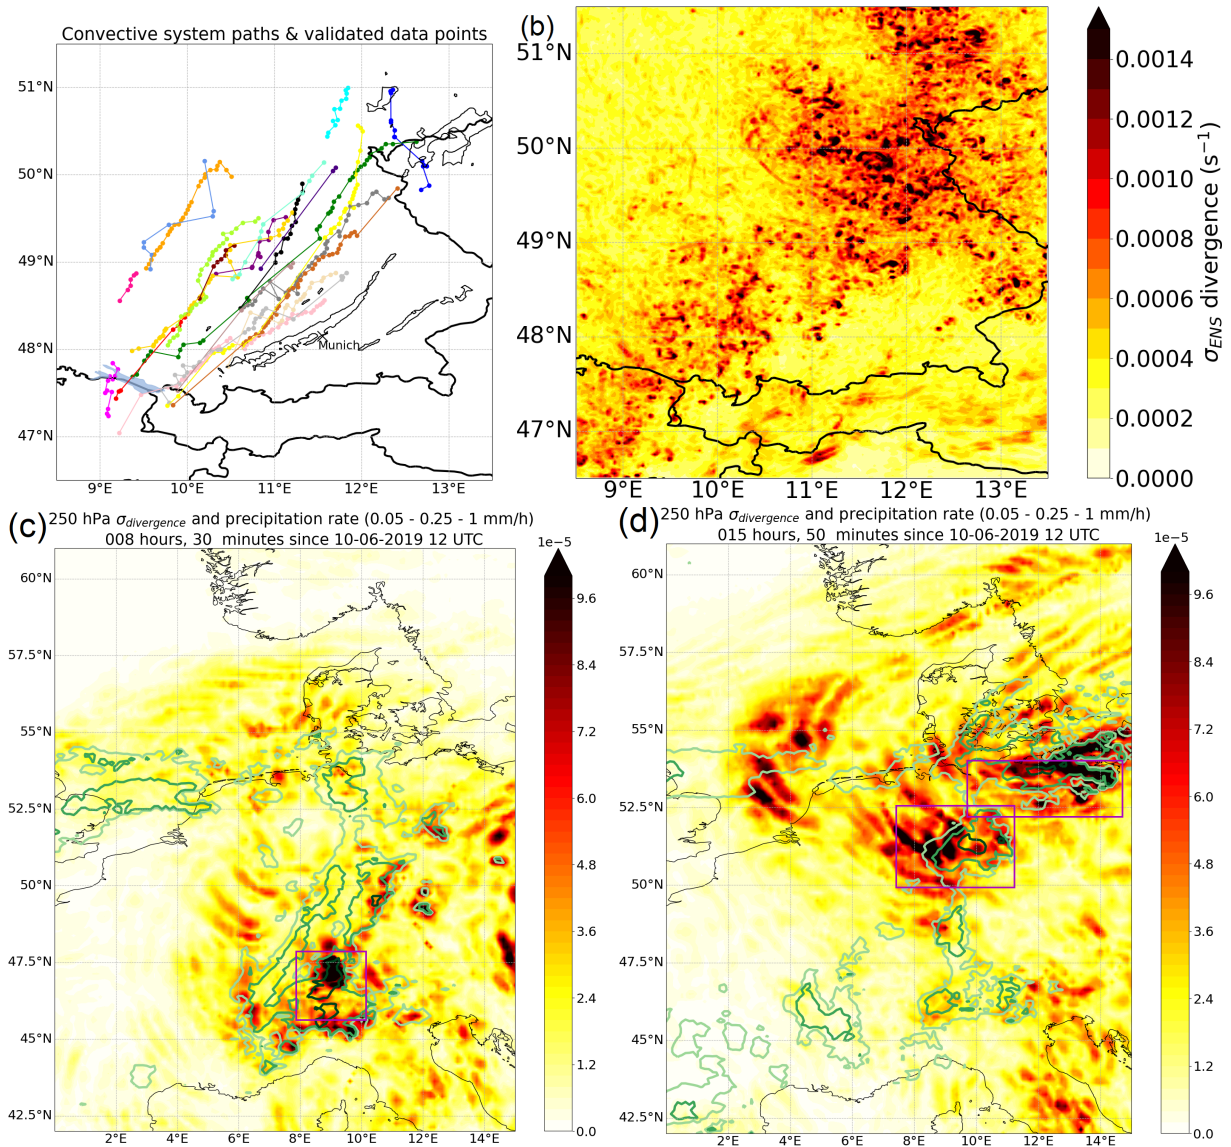 Convective system paths & validated data points
51°N
50°N
49°N
48°N
47°N
9°E
10°E
11°E
12°E
13°E
Munich
(b)
51°N
50°N
49°N
48°N
47°N
9°E
10°E
11°E
12°E
13°E
0.0014
0.0012
0.0010
0.0008
0.0006
0.0004
0.0002
0.0000
σENS divergence (s⁻¹)
(c)
250 hPa σdivergence and precipitation rate (0.05 - 0.25 - 1 mm/h)
008 hours, 30 minutes since 10-06-2019 12 UTC
60°N
57.5°N
55°N
52.5°N
50°N
47.5°N
45°N
42.5°N
2°E
4°E
6°E
8°E
10°E
12°E
14°E
1e−5
9.6
8.4
7.2
6.0
4.8
3.6
2.4
1.2
0.0
(d)
250 hPa σdivergence and precipitation rate (0.05 - 0.25 - 1 mm/h)
015 hours, 50 minutes since 10-06-2019 12 UTC
60°N
57.5°N
55°N
52.5°N
50°N
47.5°N
45°N
42.5°N
2°E
4°E
6°E
8°E
10°E
12°E
14°E
1e−5
9.6
8.4
7.2
6.0
4.8
3.6
2.4
1.2
0.0